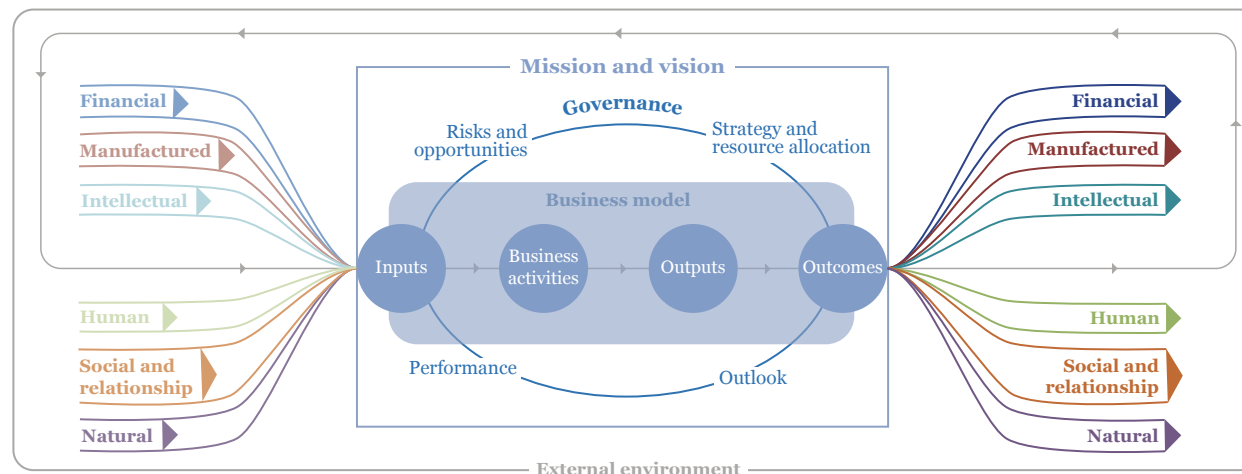 Mission and vision
Governance
Risks and
opportunities
Strategy and
resource allocation
Financial
Manufactured
Intellectual
Human
Social and
relationship
Natural
Business model
Inputs
Business
activities
Outputs
Outcomes
Performance
Outlook
Financial
Manufactured
Intellectual
Human
Social and
relationship
Natural
External environment